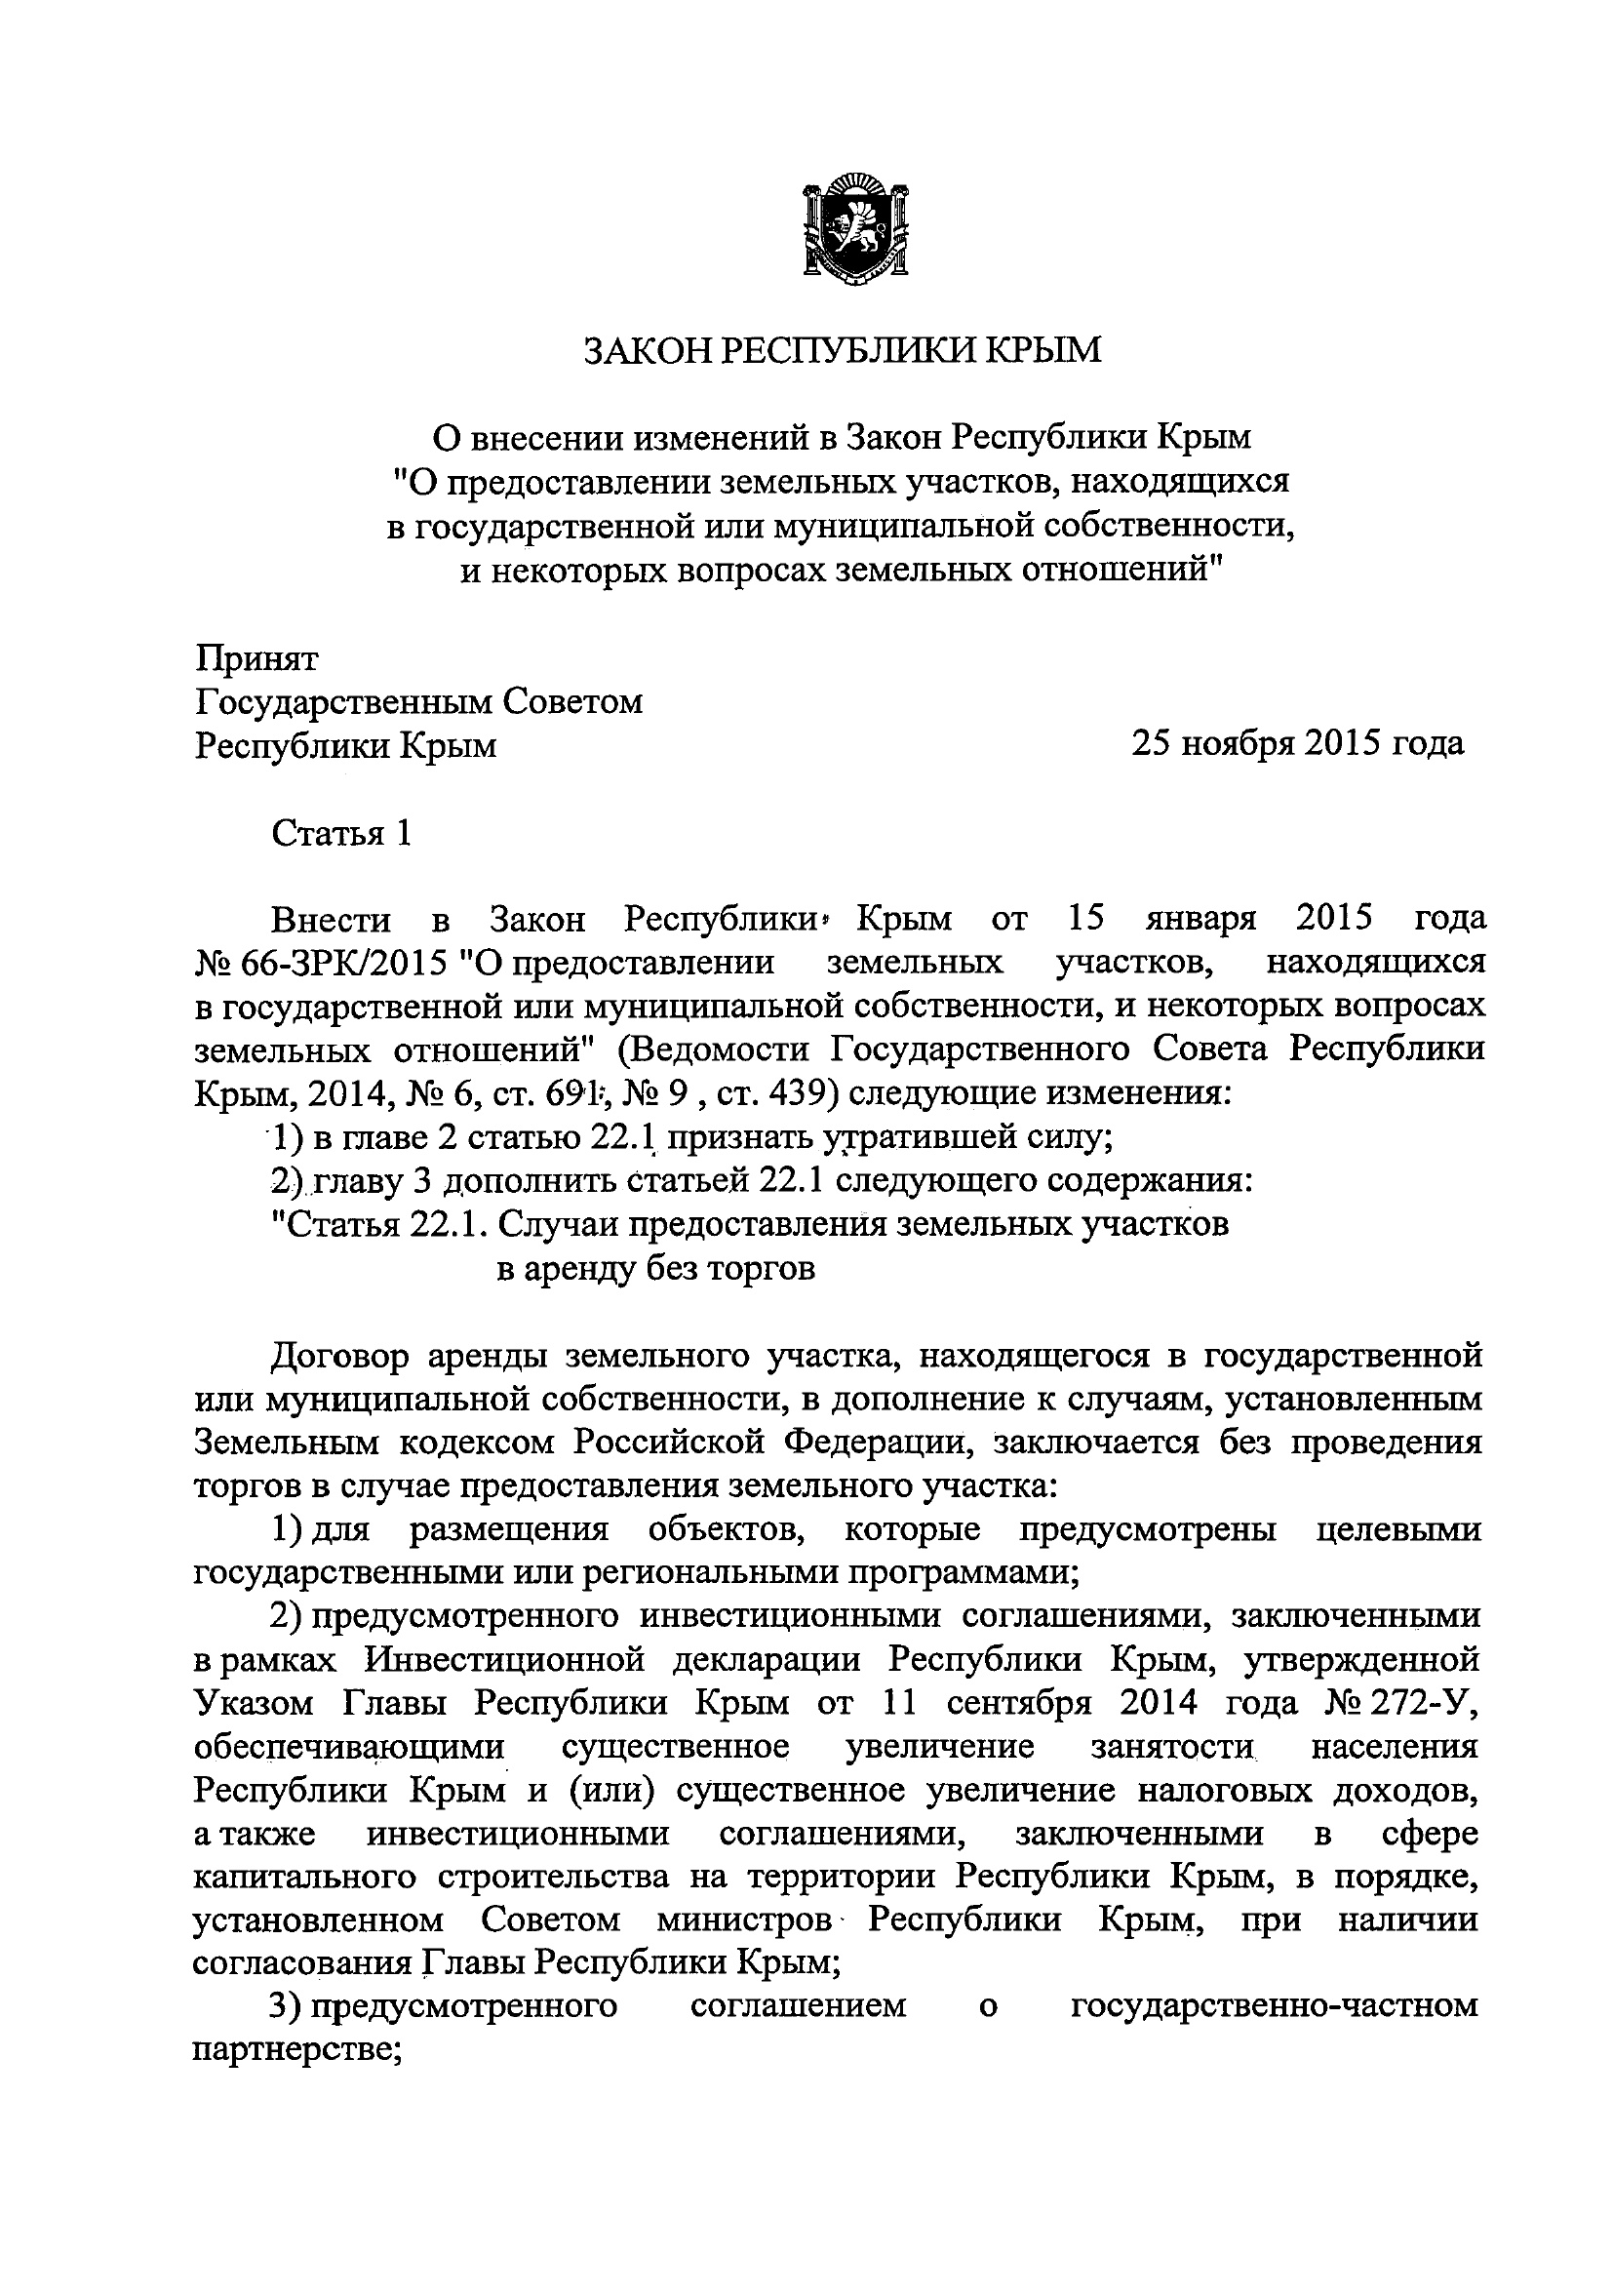 ЗАКОН РЕСПУБЛИКИ КРЫМ
О внесении изменений в Закон Республики Крым
"О предоставлении земельных участков, находящихся
в государственной или муниципальной собственности,
и некоторых вопросах земельных отношений"
Принят
Государственным Советом
Республики Крым 25 ноября 2015 года
Статья 1
Внести в Закон Республики Крым от 15 января 2015 года
№ 66-ЗРК/2015 "О предоставлении земельных участков, находящихся
в государственной или муниципальной собственности, и некоторых вопросах
земельных отношений" (Ведомости Государственного Совета Республики
Крым, 2014, № 6, ст. 691; № 9 , ст. 439) следующие изменения:
1) в главе 2 статью 22.1 признать утратившей силу;
2) главу 3 дополнить статьей 22.1 следующего содержания:
"Статья 22.1. Случаи предоставления земельных участков
в аренду без торгов
Договор аренды земельного участка, находящегося в государственной
или муниципальной собственности, в дополнение к случаям, установленным
Земельным кодексом Российской Федерации, заключается без проведения
торгов в случае предоставления земельного участка:
1) для размещения объектов, которые предусмотрены целевыми
государственными или региональными программами;
2) предусмотренного инвестиционными соглашениями, заключенными
в рамках Инвестиционной декларации Республики Крым, утвержденной
Указом Главы Республики Крым от 11 сентября 2014 года № 272-У,
обеспечивающими существенное увеличение занятости населения
Республики Крым и (или) существенное увеличение налоговых доходов,
а также инвестиционными соглашениями, заключенными в сфере
капитального строительства на территории Республики Крым, в порядке,
установленном Советом министров Республики Крым, при наличии
согласования Главы Республики Крым;
3) предусмотренного соглашением о государственно-частном
партнерстве;